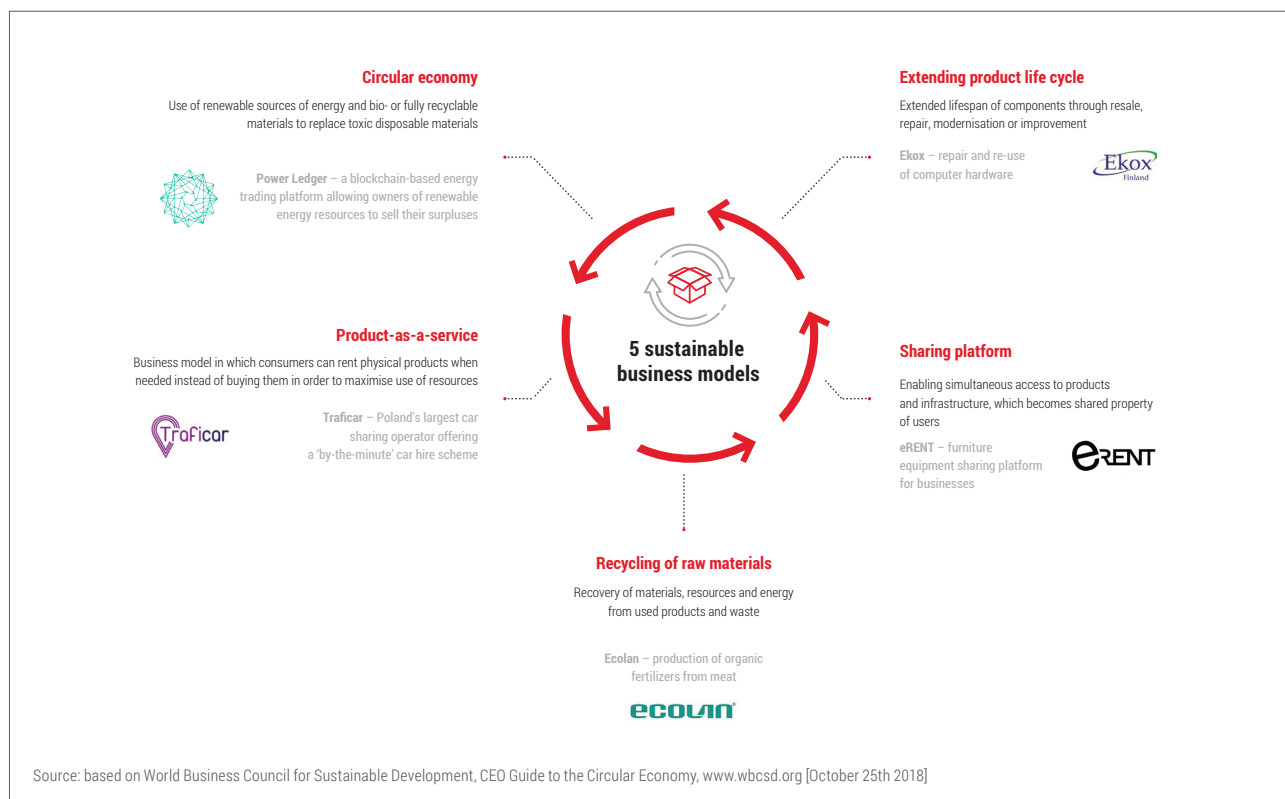 Circular economy
Use of renewable sources of energy and bio- or fully recyclable
materials to replace toxic disposable materials
Power Ledger – a blockchain-based energy
trading platform allowing owners of renewable
energy resources to sell their surpluses
Extending product life cycle
Extended lifespan of components through resale,
repair, modernisation or improvement
Ekox – repair and re-use
of computer hardware
Ekox
Finland
5 sustainable
business models
Product-as-a-service
Business model in which consumers can rent physical products when
needed instead of buying them in order to maximise use of resources
Traficar
Traficar – Poland's largest car
sharing operator offering
a 'by-the-minute' car hire scheme
Sharing platform
Enabling simultaneous access to products
and infrastructure, which becomes shared property
of users
eRENT – furniture
equipment sharing platform
for businesses
eRENT
Recycling of raw materials
Recovery of materials, resources and energy
from used products and waste
Ecolan – production of organic
fertilizers from meat
ecolan®
Source: based on World Business Council for Sustainable Development, CEO Guide to the Circular Economy, www.wbcsd.org [October 25th 2018]